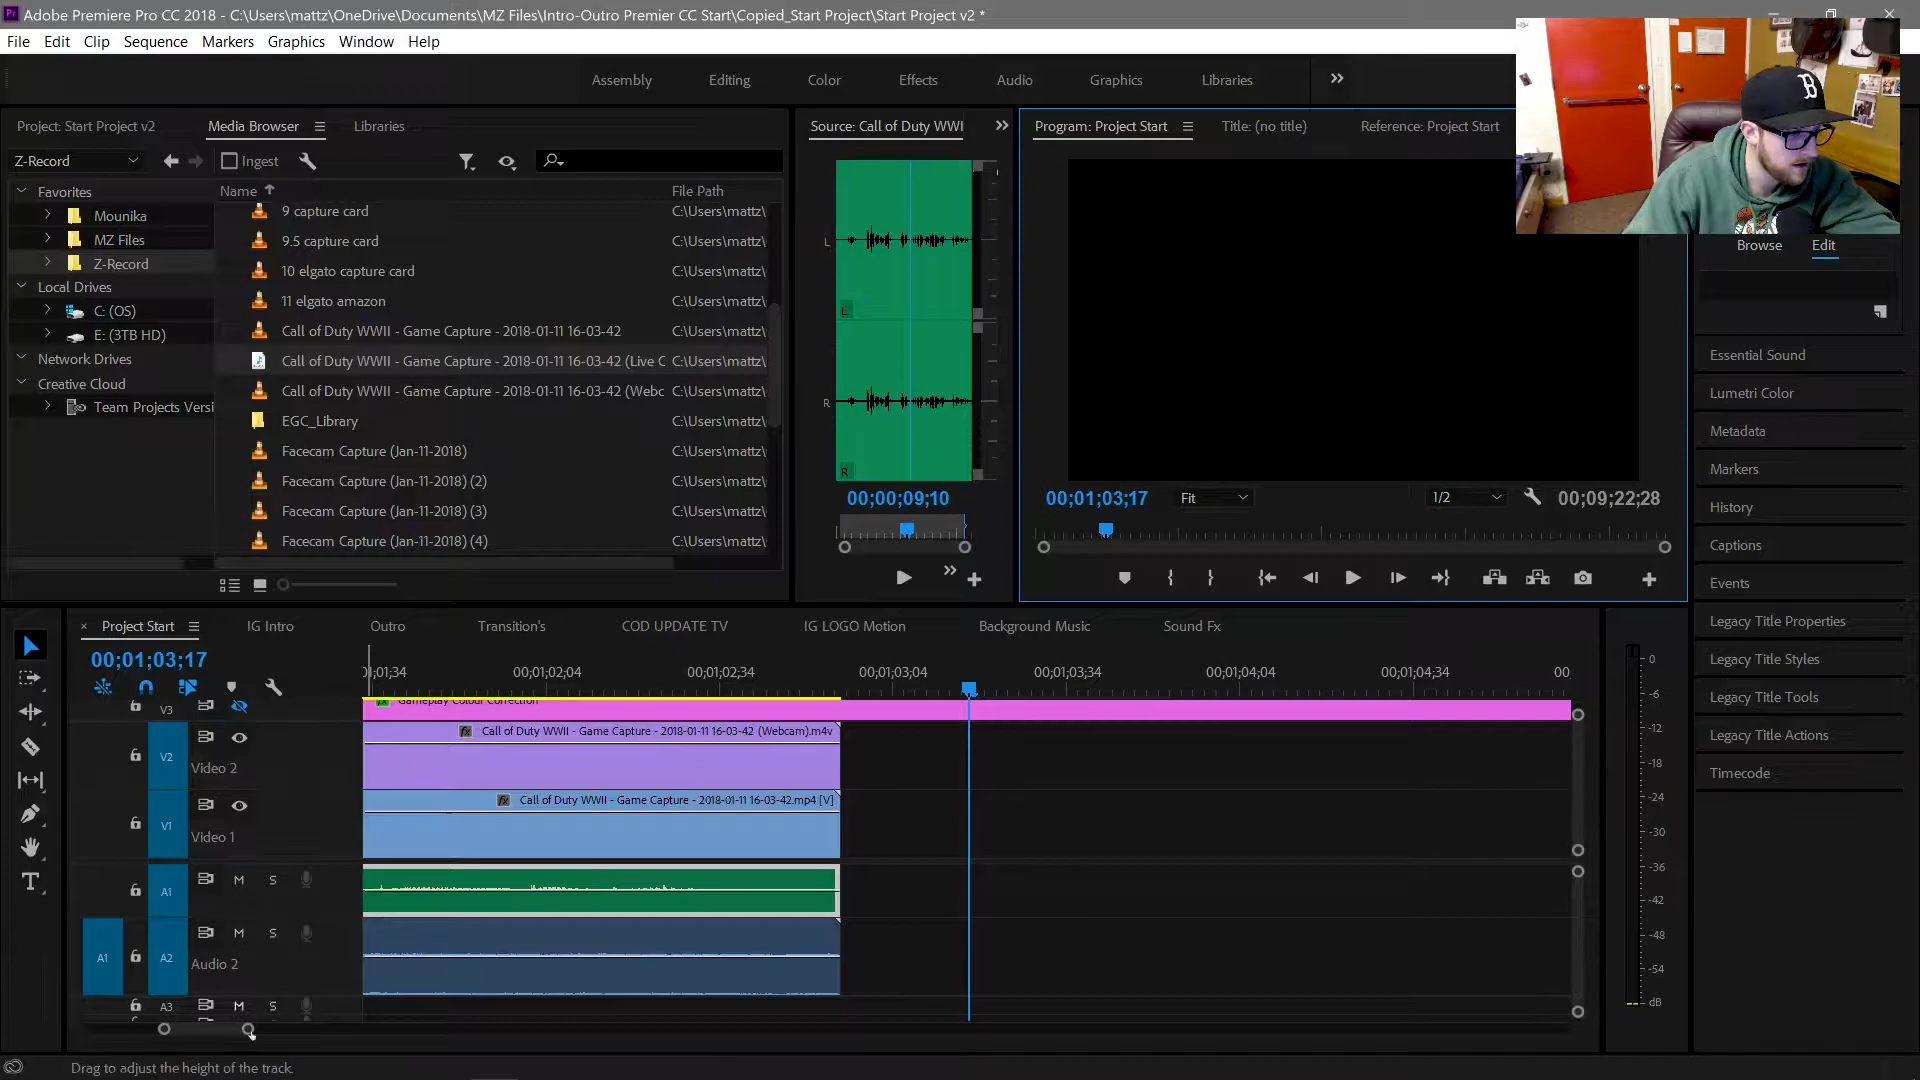 Adobe Premiere Pro CC 2018 - C:\Users\mattz\OneDrive\Documents\MZ Files\Intro-Outro Premier CC Start\Copied_Start Project\Start Project v2 *
File Edit Clip Sequence Markers Graphics Window Help
Assembly Editing Color Effects Audio Graphics Libraries
Project: Start Project v2 Media Browser Libraries
Source: Call of Duty WWI
Program: Project Start Title: (no title) Reference: Project Start
Z-Record Ingest
Name File Path
Favorites
Mounika
MZ Files
Z-Record
Local Drives
C: (OS)
E: (3TB HD)
Network Drives
Creative Cloud
Team Projects Versi
9 capture card C:\Users\mattz\
9.5 capture card C:\Users\mattz\
10 elgato capture card C:\Users\mattz\
11 elgato amazon C:\Users\mattz\
Call of Duty WWII - Game Capture - 2018-01-11 16-03-42 C:\Users\mattz\
Call of Duty WWII - Game Capture - 2018-01-11 16-03-42 (Live C C:\Users\mattz\
Call of Duty WWII - Game Capture - 2018-01-11 16-03-42 (Webc C:\Users\mattz\
EGC_Library C:\Users\mattz\
Facecam Capture (Jan-11-2018) C:\Users\mattz\
Facecam Capture (Jan-11-2018) (2) C:\Users\mattz\
Facecam Capture (Jan-11-2018) (3) C:\Users\mattz\
Facecam Capture (Jan-11-2018) (4) C:\Users\mattz\
L
L
R
R
00;00;09;10
00;01;03;17 Fit 1/2 00;09;22;28
B
Browse Edit
Essential Sound
Lumetri Color
Metadata
Markers
History
Captions
Events
Legacy Title Properties
Legacy Title Styles
Legacy Title Tools
Legacy Title Actions
Timecode
Project Start IG Intro Outro Transition's COD UPDATE TV IG LOGO Motion Background Music Sound Fx
00;01;03;17
;01;34 00;01;02;04 00;01;02;34 00;01;03;04 00;01;03;34 00;01;04;04 00;01;04;34 00;
V3 fx Gameplay Colour Correction
V2 Video 2 fx Call of Duty WWII - Game Capture - 2018-01-11 16-03-42 (Webcam).m4v
V1 Video 1 fx Call of Duty WWII - Game Capture - 2018-01-11 16-03-42.mp4 [V]
A1 M S
A1 A2 M S
Audio 2
A3 M S
0
-6
-12
-18
-24
-30
-36
-42
-48
-54
dB
T
Drag to adjust the height of the track.